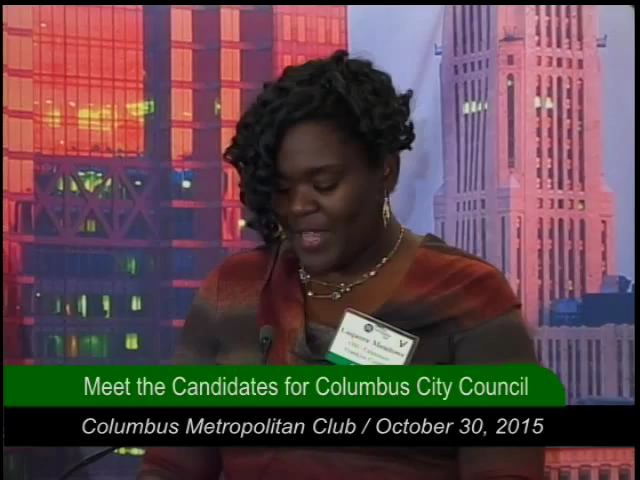 Meet the Candidates for Columbus City Council
Columbus Metropolitan Club / October 30, 2015